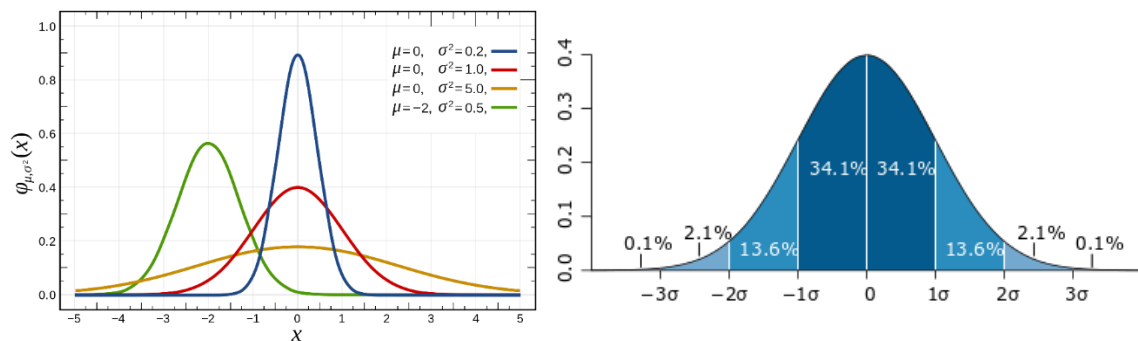 1.0
0.8
0.6
0.4
0.2
0.0
φμ,σ²(x)
μ=0, σ²=0.2,
μ=0, σ²=1.0,
μ=0, σ²=5.0,
μ=−2, σ²=0.5,
−5 −4 −3 −2 −1 0 1 2 3 4 5
x
0.4
0.3
0.2
0.1
0.0
34.1% 34.1%
0.1% 2.1% 13.6% 13.6% 2.1% 0.1%
−3σ −2σ −1σ 0 1σ 2σ 3σ